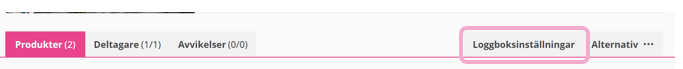 Produkter (2) Deltagare (1/1) Avvikelser (0/0) Loggboksinställningar Alternativ ···